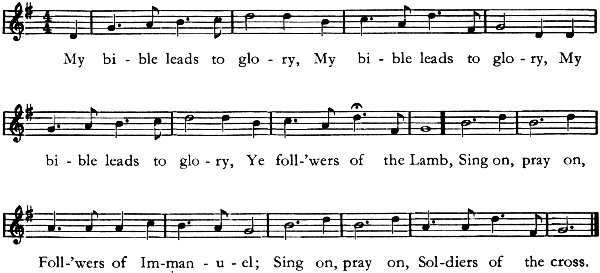 My bi - ble leads to glo - ry, My bi - ble leads to glo - ry, My
bi - ble leads to glo - ry, Ye foll-'wers of the Lamb, Sing on, pray on,
Foll-'wers of Im-man - u - el; Sing on, pray on, Sol-diers of the cross.